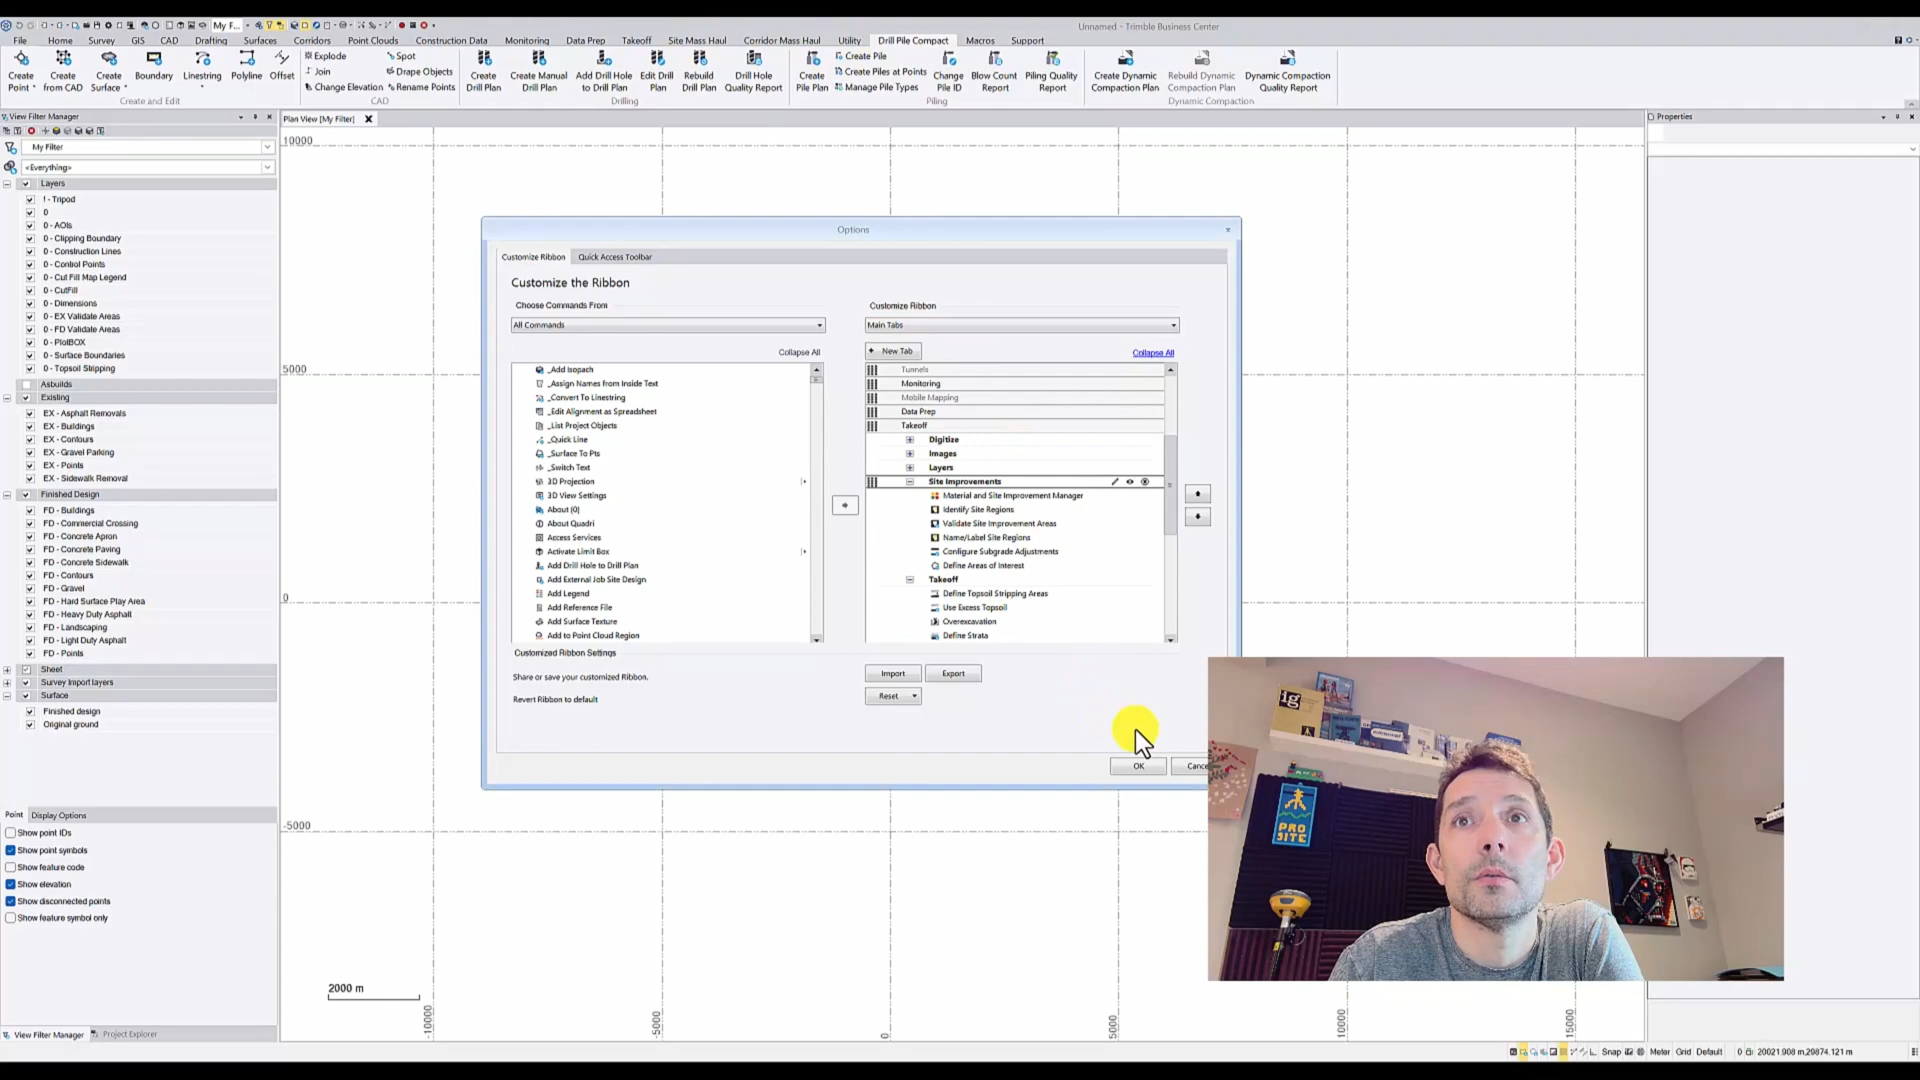 My F...
Unnamed - Trimble Business Center
File Home Survey GIS CAD Drafting Surfaces Corridors Point Clouds Construction Data Monitoring Data Prep Takeoff Site Mass Haul Corridor Mass Haul Utility Drill Pile Compact Macros Support
Create Point
Create from CAD
Create Surface
Boundary
Linestring
Polyline
Offset
Create and Edit
Explode
Join
Change Elevation
Spot
Drape Objects
Rename Points
CAD
Create Drill Plan
Create Manual Drill Plan
Add Drill Hole to Drill Plan
Edit Drill Plan
Rebuild Drill Plan
Drill Hole Quality Report
Drilling
Create Pile Plan
Create Pile
Create Piles at Points
Manage Pile Types
Change Pile ID
Blow Count Report
Piling Quality Report
Piling
Create Dynamic Compaction Plan
Rebuild Dynamic Compaction Plan
Dynamic Compaction Quality Report
Dynamic Compaction
View Filter Manager
My Filter
<Everything>
Layers
! - Tripod
0
0 - AOIs
0 - Clipping Boundary
0 - Construction Lines
0 - Control Points
0 - Cut Fill Map Legend
0 - CutFill
0 - Dimensions
0 - EX Validate Areas
0 - FD Validate Areas
0 - PlotBOX
0 - Surface Boundaries
0 - Topsoil Stripping
Asbuilds
Existing
EX - Asphalt Removals
EX - Buildings
EX - Contours
EX - Gravel Parking
EX - Points
EX - Sidewalk Removal
Finished Design
FD - Buildings
FD - Commercial Crossing
FD - Concrete Apron
FD - Concrete Paving
FD - Concrete Sidewalk
FD - Contours
FD - Gravel
FD - Hard Surface Play Area
FD - Heavy Duty Asphalt
FD - Landscaping
FD - Light Duty Asphalt
FD - Points
Sheet
Survey Import layers
Surface
Finished design
Original ground
Point Display Options
Show point IDs
Show point symbols
Show feature code
Show elevation
Show disconnected points
Show feature symbol only
View Filter Manager Project Explorer
Plan View [My Filter]
10000
5000
0
-5000
2000 m
-10000
-5000
0
5000
10000
15000
Options
Customize Ribbon Quick Access Toolbar
Customize the Ribbon
Choose Commands From
All Commands
Collapse All
_Add Isopach
_Assign Names from Inside Text
_Convert To Linestring
_Edit Alignment as Spreadsheet
_List Project Objects
_Quick Line
_Surface To Pts
_Switch Text
3D Projection
3D View Settings
About {0}
About Quadri
Access Services
Activate Limit Box
Add Drill Hole to Drill Plan
Add External Job Site Design
Add Legend
Add Reference File
Add Surface Texture
Add to Point Cloud Region
Customize Ribbon
Main Tabs
New Tab
Collapse All
Tunnels
Monitoring
Mobile Mapping
Data Prep
Takeoff
Digitize
Images
Layers
Site Improvements
Material and Site Improvement Manager
Identify Site Regions
Validate Site Improvement Areas
Name/Label Site Regions
Configure Subgrade Adjustments
Define Areas of Interest
Takeoff
Define Topsoil Stripping Areas
Use Excess Topsoil
Overexcavation
Define Strata
Customized Ribbon Settings
Share or save your customized Ribbon.
Import Export
Revert Ribbon to default
Reset
OK Cance
Properties
ig
PRO
SITE
Snap Meter Grid Default 0 20021.908 m,29874.121 m